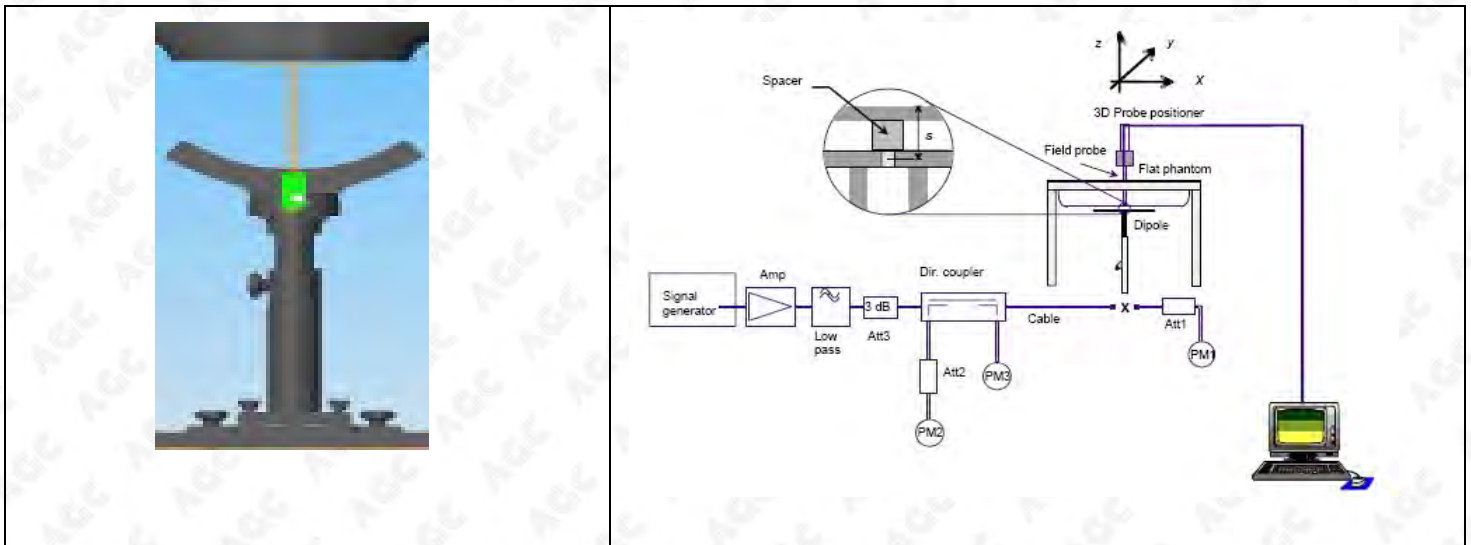 z
y
X
Spacer
s
3D Probe positioner
Field probe
Flat phantom
Dipole
Signal
generator
Amp
Low
pass
3 dB
Att3
Dir. coupler
Cable
X
Att1
PM1
Att2
PM3
PM2
AGC